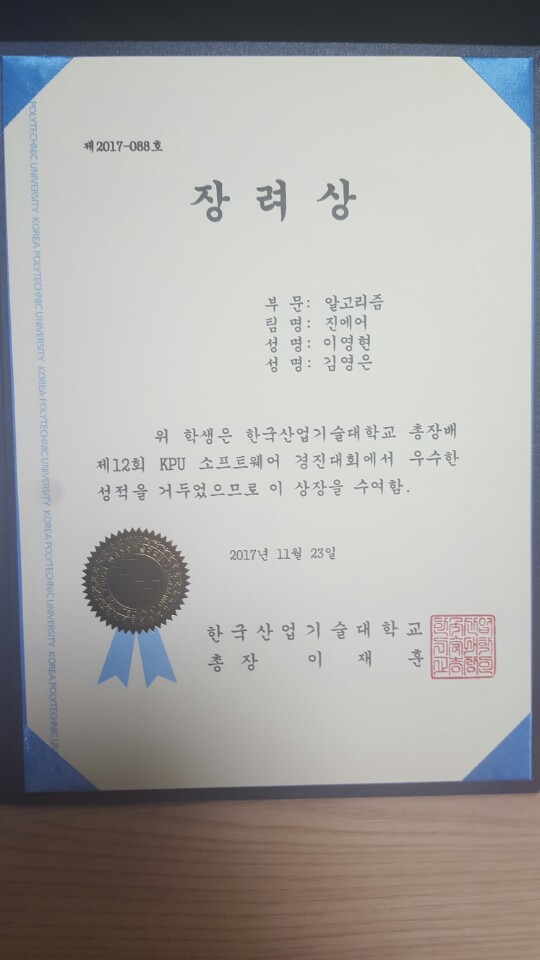 제2017-088호
장려상
부 문: 알고리즘
팀 명: 진에어
성 명: 이영현
성 명: 김영은
위 학생은 한국산업기술대학교 총장배
제12회 KPU 소프트웨어 경진대회에서 우수한
성적을 거두었으므로 이 상장을 수여함.
2017년 11월 23일
한국산업기술대학교
총장 이재훈
POLYTECHNIC UNIVERSITY KOREA POLYTECHNIC UNIVERSITY KOREA POLYTECHNIC UNIVERSITY KOREA POLYTECHNIC UNIVERSITY KOREA POLYTECHNIC UN